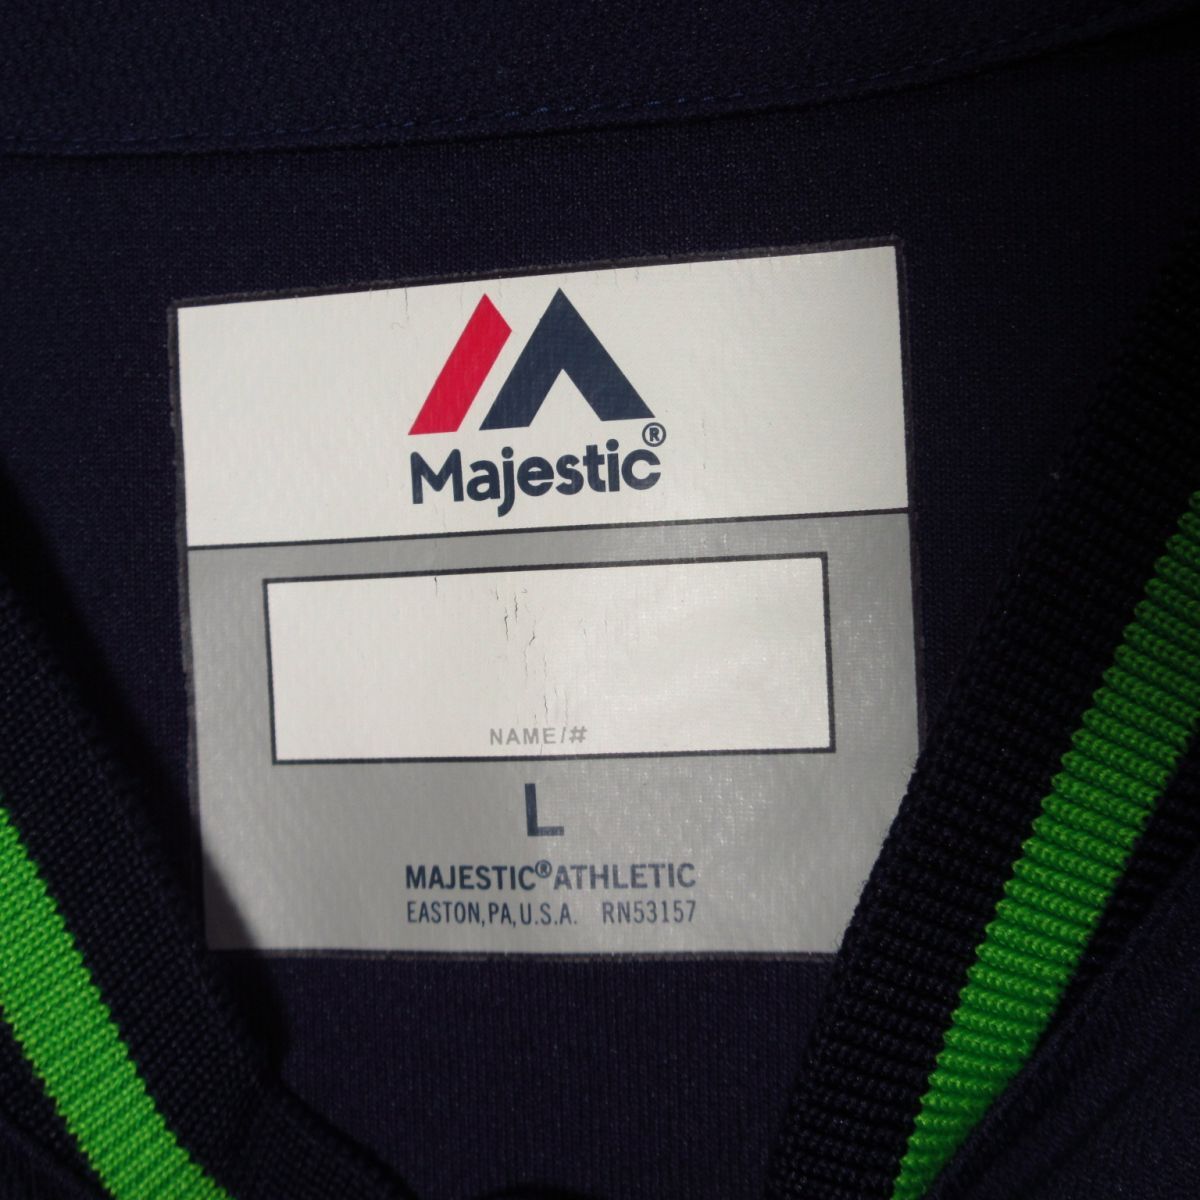 Majestic®
NAME/#
L
MAJESTIC® ATHLETIC
EASTON, PA, U.S.A. RN53157